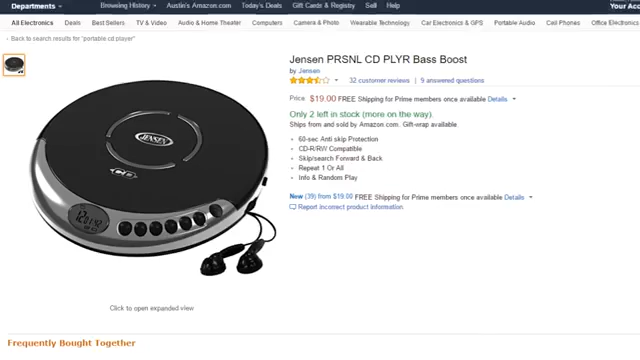 Departments Browsing History Austin's Amazon.com Today's Deals Gift Cards & Registry Sell Help Your Acco
All Electronics Deals Best Sellers TV & Video Audio & Home Theater Computers Camera & Photo Wearable Technology Car Electronics & GPS Portable Audio Cell Phones Office Electronics
‹ Back to search results for "portable.cd.player"
Jensen PRSNL CD PLYR Bass Boost
by Jensen
32 customer reviews | 9 answered questions
Price: $19.00 FREE Shipping for Prime members once available Details
Only 2 left in stock (more on the way).
Ships from and sold by Amazon.com. Gift-wrap available.
• 60-sec Anti skip Protection
• CD-R/RW Compatible
• Skip/search Forward & Back
• Repeat 1 Or All
• Info & Random Play
New (39) from $19.00 FREE Shipping for Prime members once available Details
Report incorrect product information.
JENSEN
CD
Click to open expanded view
Frequently Bought Together